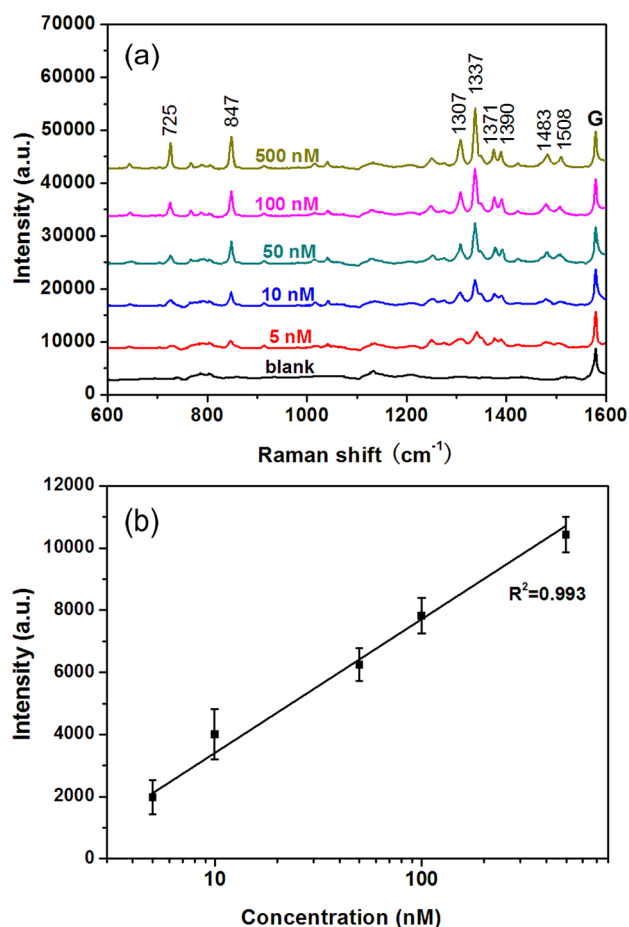 (a)
70000
60000
50000
40000
30000
20000
10000
0
Intensity (a.u.)
725
847
1307
1337
1371
1390
1483
1508
G
500 nM
100 nM
50 nM
10 nM
5 nM
blank
600 800 1000 1200 1400 1600
Raman shift (cm⁻¹)
(b)
12000
10000
8000
6000
4000
2000
0
Intensity (a.u.)
R²=0.993
10 100
Concentration (nM)